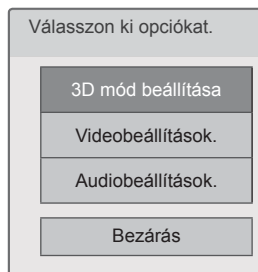 Válasszon ki opciókat.
3D mód beállítása
Videobeállítások.
Audiobeállítások.
Bezárás